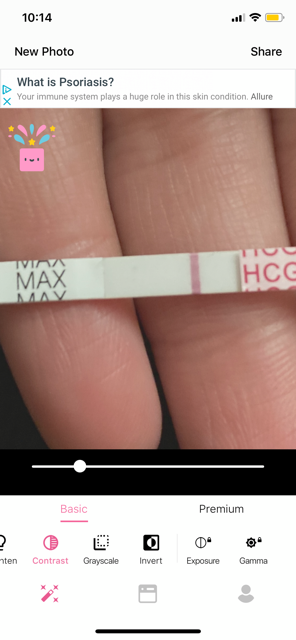 10:14
New Photo
Share
What is Psoriasis?
Your immune system plays a huge role in this skin condition. Allure
MAX
MAX
MAX
HCG
HCG
Basic
Premium
Contrast
Grayscale
Invert
Exposure
Gamma